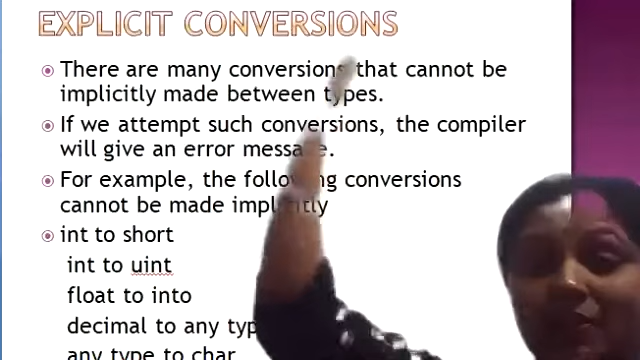 EXPLICIT CONVERSIONS
There are many conversions that cannot be
implicitly made between types.
If we attempt such conversions, the compiler
will give an error message.
For example, the following conversions
cannot be made implicitly
int to short
int to uint
float to into
decimal to any typ
any type to char